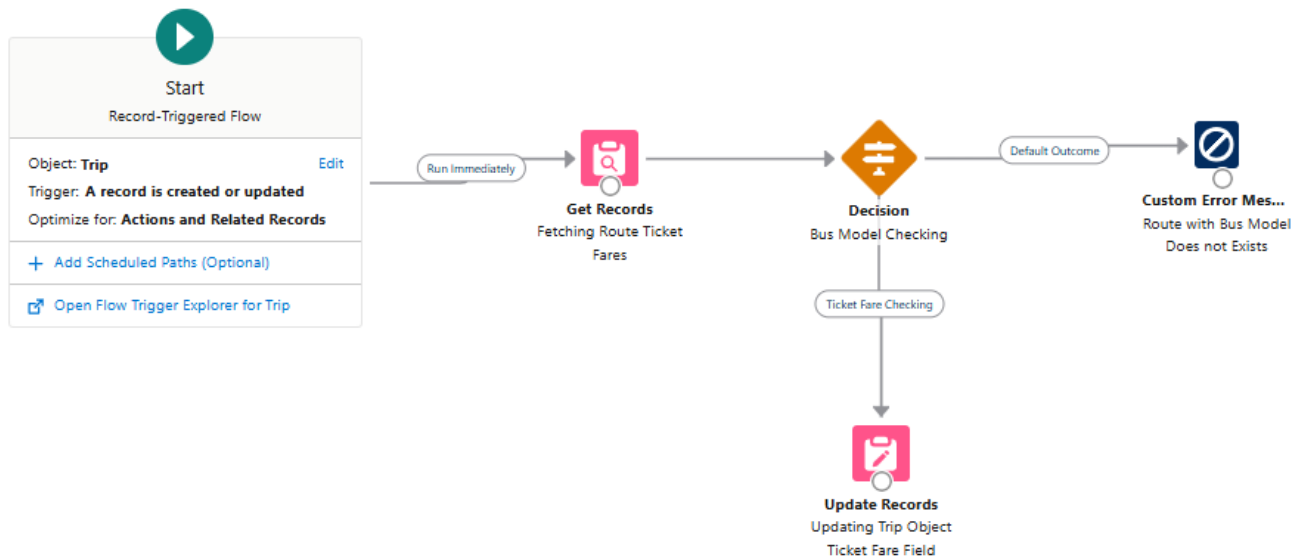 Start
Record-Triggered Flow
Object: Trip Edit
Trigger: A record is created or updated
Optimize for: Actions and Related Records
+ Add Scheduled Paths (Optional)
Open Flow Trigger Explorer for Trip
Run Immediately
Get Records
Fetching Route Ticket
Fares
Decision
Bus Model Checking
Default Outcome
Custom Error Mes...
Route with Bus Model
Does not Exists
Ticket Fare Checking
Update Records
Updating Trip Object
Ticket Fare Field